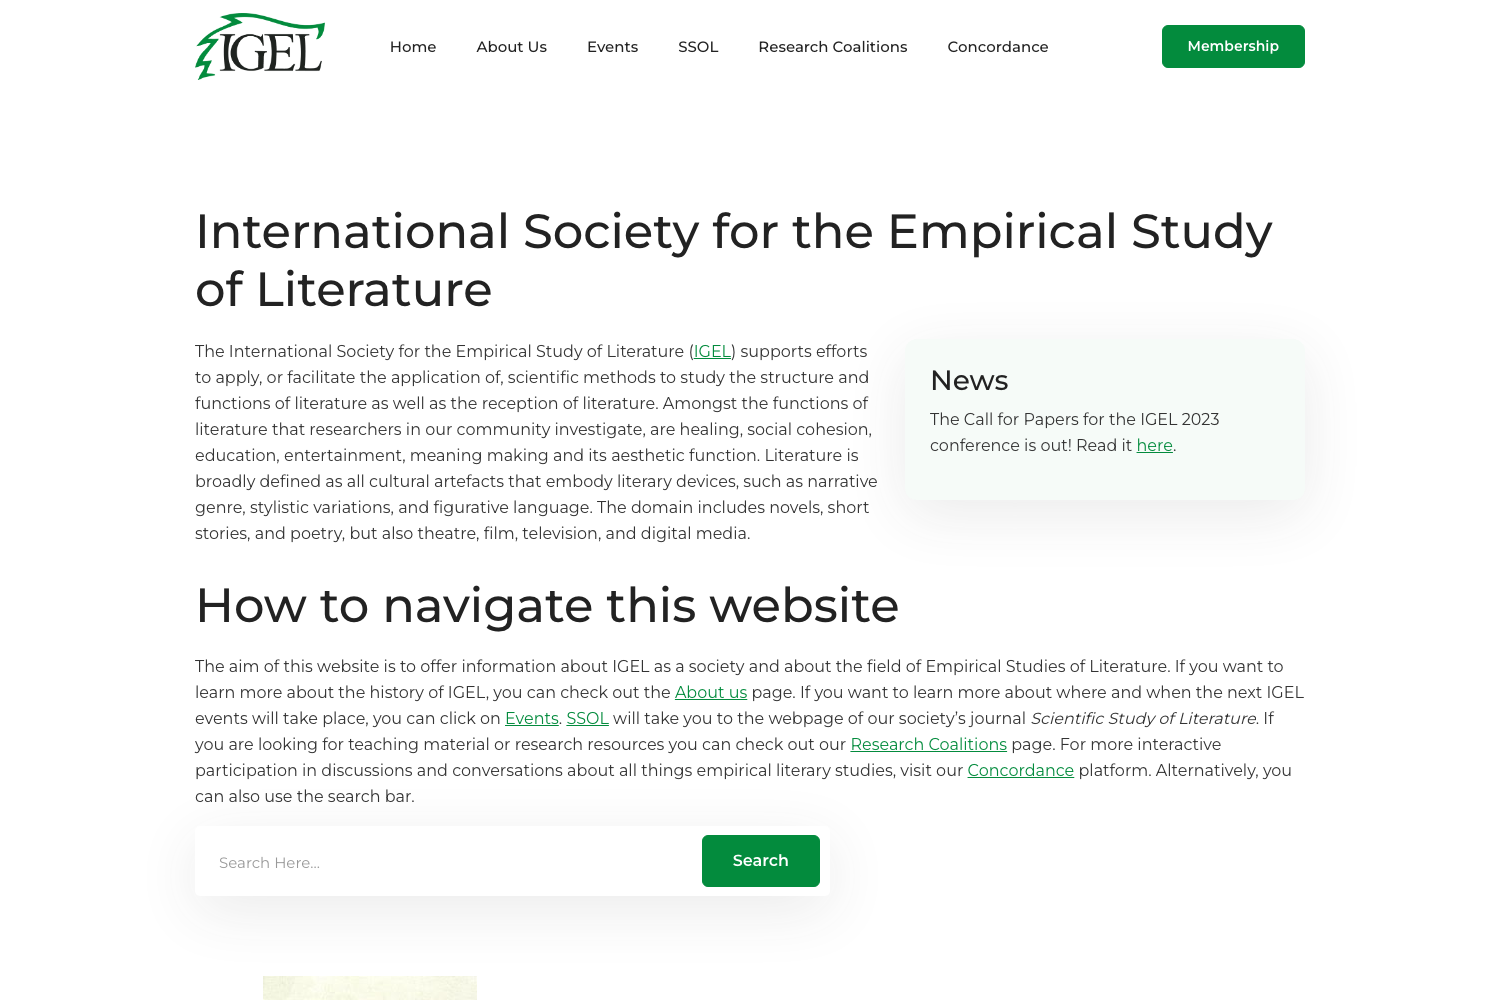 IGEL
Home
About Us
Events
SSOL
Research Coalitions
Concordance
Membership
International Society for the Empirical Study
of Literature
The International Society for the Empirical Study of Literature (IGEL) supports efforts
to apply, or facilitate the application of, scientific methods to study the structure and
functions of literature as well as the reception of literature. Amongst the functions of
literature that researchers in our community investigate, are healing, social cohesion,
education, entertainment, meaning making and its aesthetic function. Literature is
broadly defined as all cultural artefacts that embody literary devices, such as narrative
genre, stylistic variations, and figurative language. The domain includes novels, short
stories, and poetry, but also theatre, film, television, and digital media.
News
The Call for Papers for the IGEL 2023
conference is out! Read it here.
How to navigate this website
The aim of this website is to offer information about IGEL as a society and about the field of Empirical Studies of Literature. If you want to
learn more about the history of IGEL, you can check out the About us page. If you want to learn more about where and when the next IGEL
events will take place, you can click on Events. SSOL will take you to the webpage of our society’s journal Scientific Study of Literature. If
you are looking for teaching material or research resources you can check out our Research Coalitions page. For more interactive
participation in discussions and conversations about all things empirical literary studies, visit our Concordance platform. Alternatively, you
can also use the search bar.
Search Here...
Search